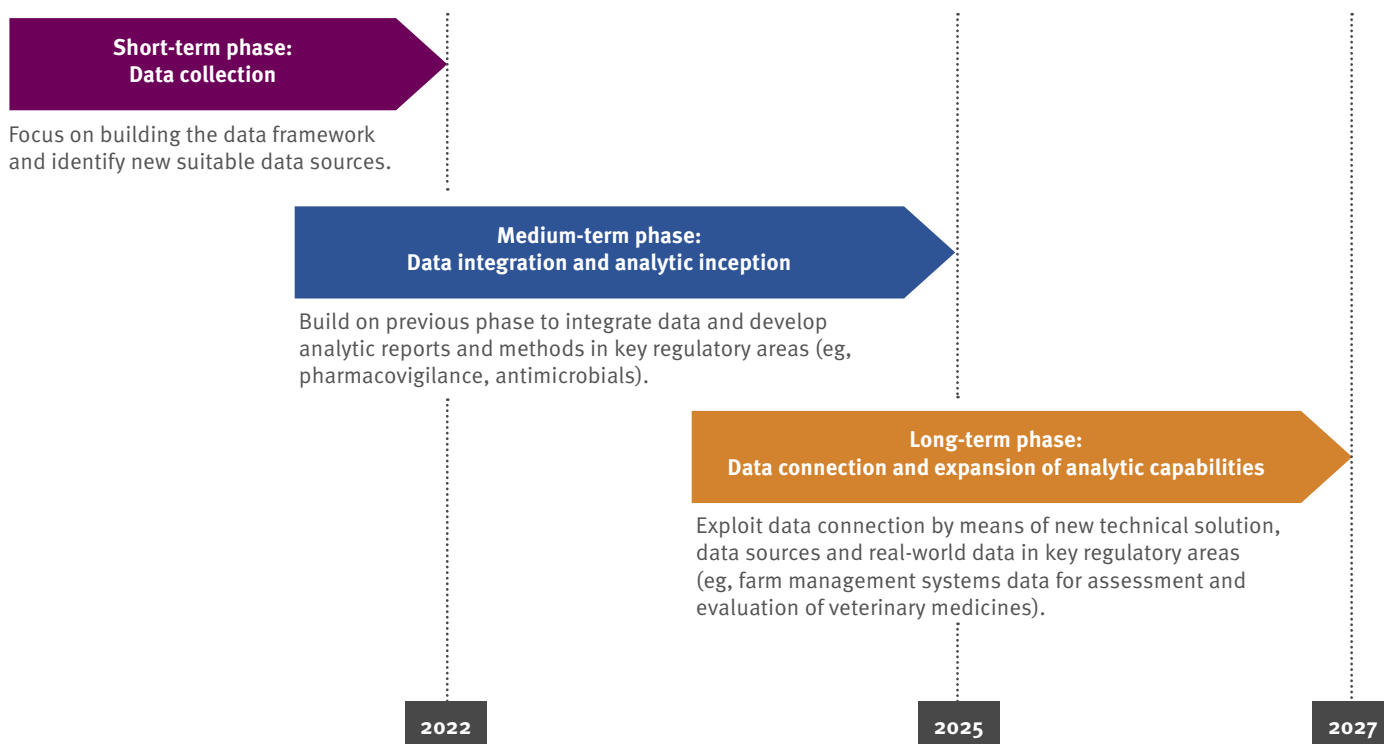 Short-term phase:
Data collection
Focus on building the data framework
and identify new suitable data sources.
Medium-term phase:
Data integration and analytic inception
Build on previous phase to integrate data and develop
analytic reports and methods in key regulatory areas (eg,
pharmacovigilance, antimicrobials).
Long-term phase:
Data connection and expansion of analytic capabilities
Exploit data connection by means of new technical solution,
data sources and real-world data in key regulatory areas
(eg, farm management systems data for assessment and
evaluation of veterinary medicines).
2022
2025
2027